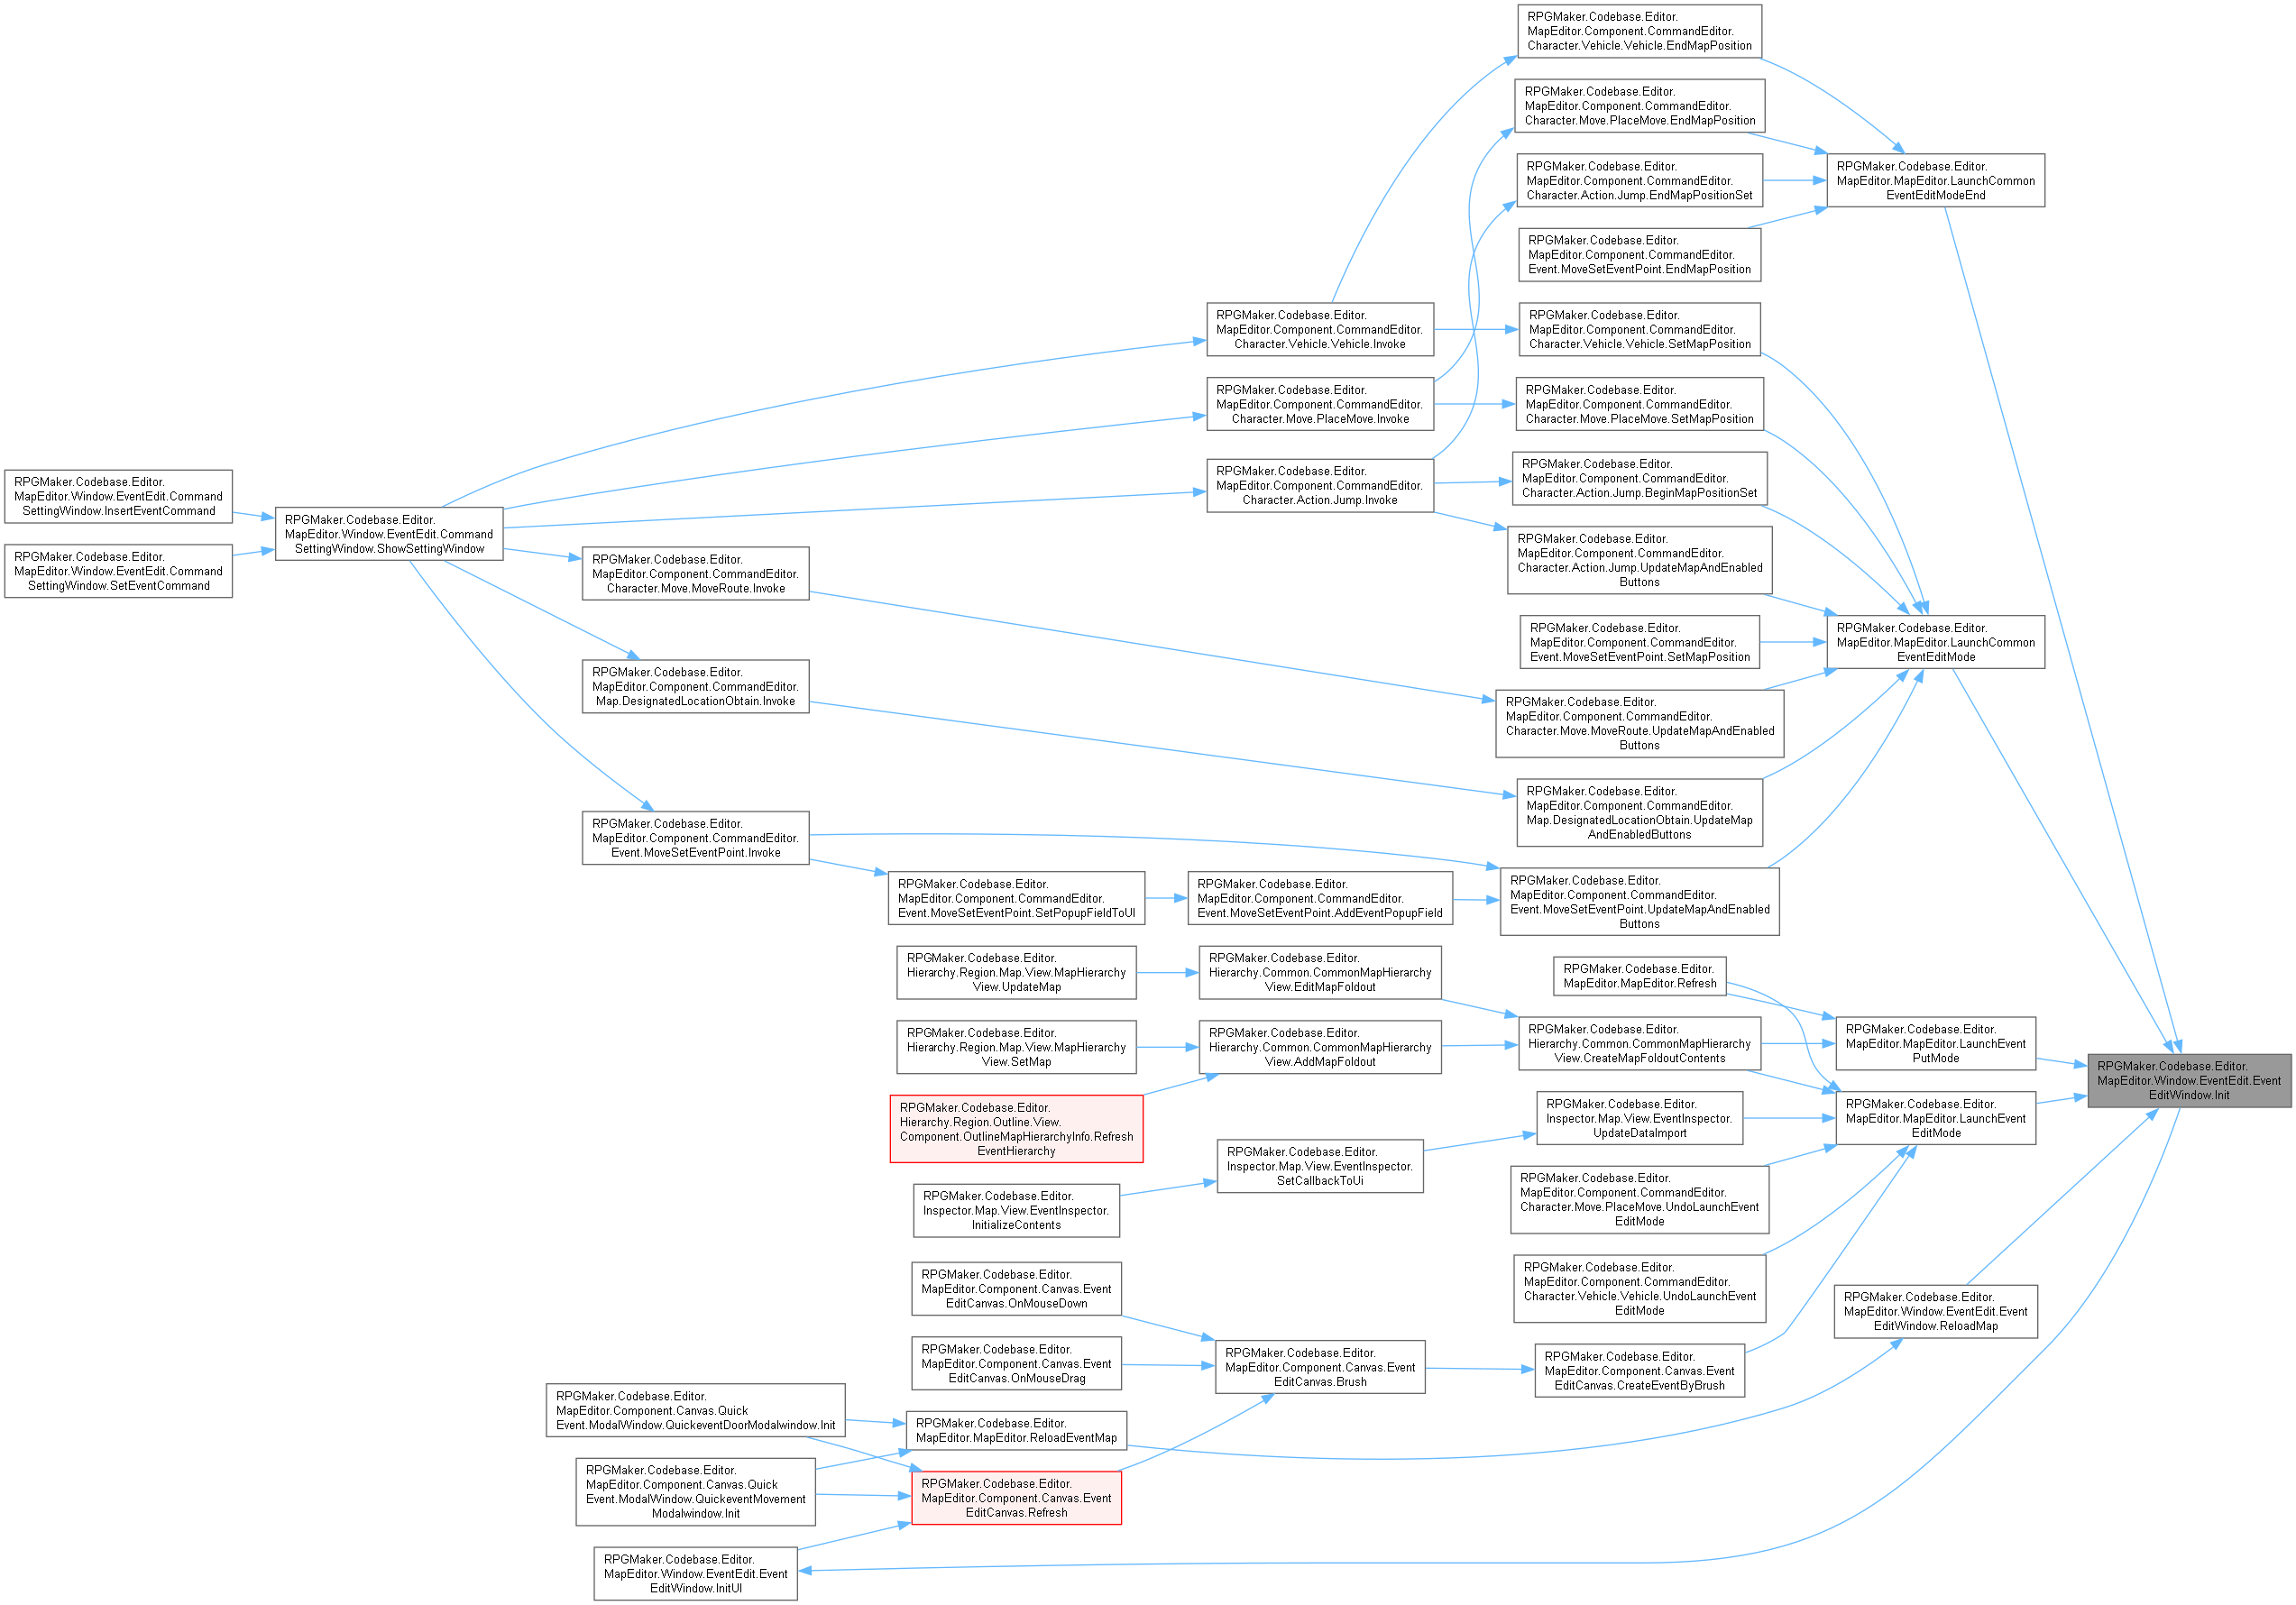 RPGMaker.Codebase.Editor.
MapEditor.Component.CommandEditor.
Character.Vehicle.Vehicle.EndMapPosition
RPGMaker.Codebase.Editor.
MapEditor.Component.CommandEditor.
Character.Move.PlaceMove.EndMapPosition
RPGMaker.Codebase.Editor.
MapEditor.Component.CommandEditor.
Character.Action.Jump.EndMapPositionSet
RPGMaker.Codebase.Editor.
MapEditor.MapEditor.LaunchCommon
EventEditModeEnd
RPGMaker.Codebase.Editor.
MapEditor.Component.CommandEditor.
Event.MoveSetEventPoint.EndMapPosition
RPGMaker.Codebase.Editor.
MapEditor.Component.CommandEditor.
Character.Vehicle.Vehicle.Invoke
RPGMaker.Codebase.Editor.
MapEditor.Component.CommandEditor.
Character.Vehicle.Vehicle.SetMapPosition
RPGMaker.Codebase.Editor.
MapEditor.Component.CommandEditor.
Character.Move.PlaceMove.Invoke
RPGMaker.Codebase.Editor.
MapEditor.Component.CommandEditor.
Character.Move.PlaceMove.SetMapPosition
RPGMaker.Codebase.Editor.
MapEditor.Window.EventEdit.Command
SettingWindow.InsertEventCommand
RPGMaker.Codebase.Editor.
MapEditor.Component.CommandEditor.
Character.Action.Jump.Invoke
RPGMaker.Codebase.Editor.
MapEditor.Component.CommandEditor.
Character.Action.Jump.BeginMapPositionSet
RPGMaker.Codebase.Editor.
MapEditor.Window.EventEdit.Command
SettingWindow.ShowSettingWindow
RPGMaker.Codebase.Editor.
MapEditor.Window.EventEdit.Command
SettingWindow.SetEventCommand
RPGMaker.Codebase.Editor.
MapEditor.Component.CommandEditor.
Character.Move.MoveRoute.Invoke
RPGMaker.Codebase.Editor.
MapEditor.Component.CommandEditor.
Character.Action.Jump.UpdateMapAndEnabled
Buttons
RPGMaker.Codebase.Editor.
MapEditor.Component.CommandEditor.
Event.MoveSetEventPoint.SetMapPosition
RPGMaker.Codebase.Editor.
MapEditor.MapEditor.LaunchCommon
EventEditMode
RPGMaker.Codebase.Editor.
MapEditor.Component.CommandEditor.
Map.DesignatedLocationObtain.Invoke
RPGMaker.Codebase.Editor.
MapEditor.Component.CommandEditor.
Character.Move.MoveRoute.UpdateMapAndEnabled
Buttons
RPGMaker.Codebase.Editor.
MapEditor.Component.CommandEditor.
Map.DesignatedLocationObtain.UpdateMap
AndEnabledButtons
RPGMaker.Codebase.Editor.
MapEditor.Component.CommandEditor.
Event.MoveSetEventPoint.Invoke
RPGMaker.Codebase.Editor.
MapEditor.Component.CommandEditor.
Event.MoveSetEventPoint.SetPopupFieldToUI
RPGMaker.Codebase.Editor.
MapEditor.Component.CommandEditor.
Event.MoveSetEventPoint.AddEventPopupField
RPGMaker.Codebase.Editor.
MapEditor.Component.CommandEditor.
Event.MoveSetEventPoint.UpdateMapAndEnabled
Buttons
RPGMaker.Codebase.Editor.
Hierarchy.Region.Map.View.MapHierarchy
View.UpdateMap
RPGMaker.Codebase.Editor.
Hierarchy.Common.CommonMapHierarchy
View.EditMapFoldout
RPGMaker.Codebase.Editor.
MapEditor.MapEditor.Refresh
RPGMaker.Codebase.Editor.
Hierarchy.Region.Map.View.MapHierarchy
View.SetMap
RPGMaker.Codebase.Editor.
Hierarchy.Common.CommonMapHierarchy
View.AddMapFoldout
RPGMaker.Codebase.Editor.
Hierarchy.Common.CommonMapHierarchy
View.CreateMapFoldoutContents
RPGMaker.Codebase.Editor.
MapEditor.MapEditor.LaunchEvent
PutMode
RPGMaker.Codebase.Editor.
MapEditor.Window.EventEdit.Event
EditWindow.Init
RPGMaker.Codebase.Editor.
Hierarchy.Region.Outline.View.
Component.OutlineMapHierarchyInfo.Refresh
EventHierarchy
RPGMaker.Codebase.Editor.
Inspector.Map.View.EventInspector.
UpdateDataImport
RPGMaker.Codebase.Editor.
MapEditor.MapEditor.LaunchEvent
EditMode
RPGMaker.Codebase.Editor.
Inspector.Map.View.EventInspector.
SetCallbackToUi
RPGMaker.Codebase.Editor.
Inspector.Map.View.EventInspector.
InitializeContents
RPGMaker.Codebase.Editor.
MapEditor.Component.CommandEditor.
Character.Move.PlaceMove.UndoLaunchEvent
EditMode
RPGMaker.Codebase.Editor.
MapEditor.Component.CommandEditor.
Character.Vehicle.Vehicle.UndoLaunchEvent
EditMode
RPGMaker.Codebase.Editor.
MapEditor.Component.Canvas.Event
EditCanvas.OnMouseDown
RPGMaker.Codebase.Editor.
MapEditor.Window.EventEdit.Event
EditWindow.ReloadMap
RPGMaker.Codebase.Editor.
MapEditor.Component.Canvas.Event
EditCanvas.OnMouseDrag
RPGMaker.Codebase.Editor.
MapEditor.Component.Canvas.Event
EditCanvas.Brush
RPGMaker.Codebase.Editor.
MapEditor.Component.Canvas.Event
EditCanvas.CreateEventByBrush
RPGMaker.Codebase.Editor.
MapEditor.Component.Canvas.Quick
Event.ModalWindow.QuickeventDoorModalwindow.Init
RPGMaker.Codebase.Editor.
MapEditor.MapEditor.ReloadEventMap
RPGMaker.Codebase.Editor.
MapEditor.Component.Canvas.Quick
Event.ModalWindow.QuickeventMovement
Modalwindow.Init
RPGMaker.Codebase.Editor.
MapEditor.Component.Canvas.Event
EditCanvas.Refresh
RPGMaker.Codebase.Editor.
MapEditor.Window.EventEdit.Event
EditWindow.InitUI